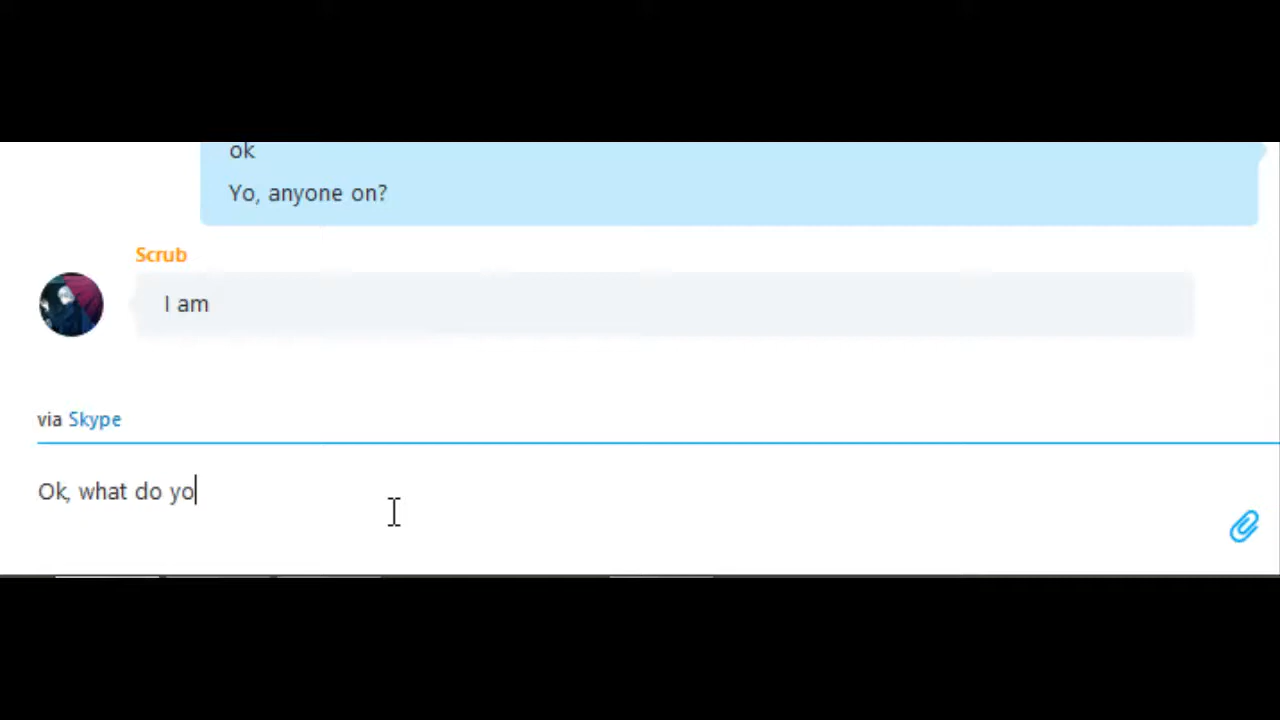 ok
Yo, anyone on?
Scrub
I am
via Skype
Ok, what do yo